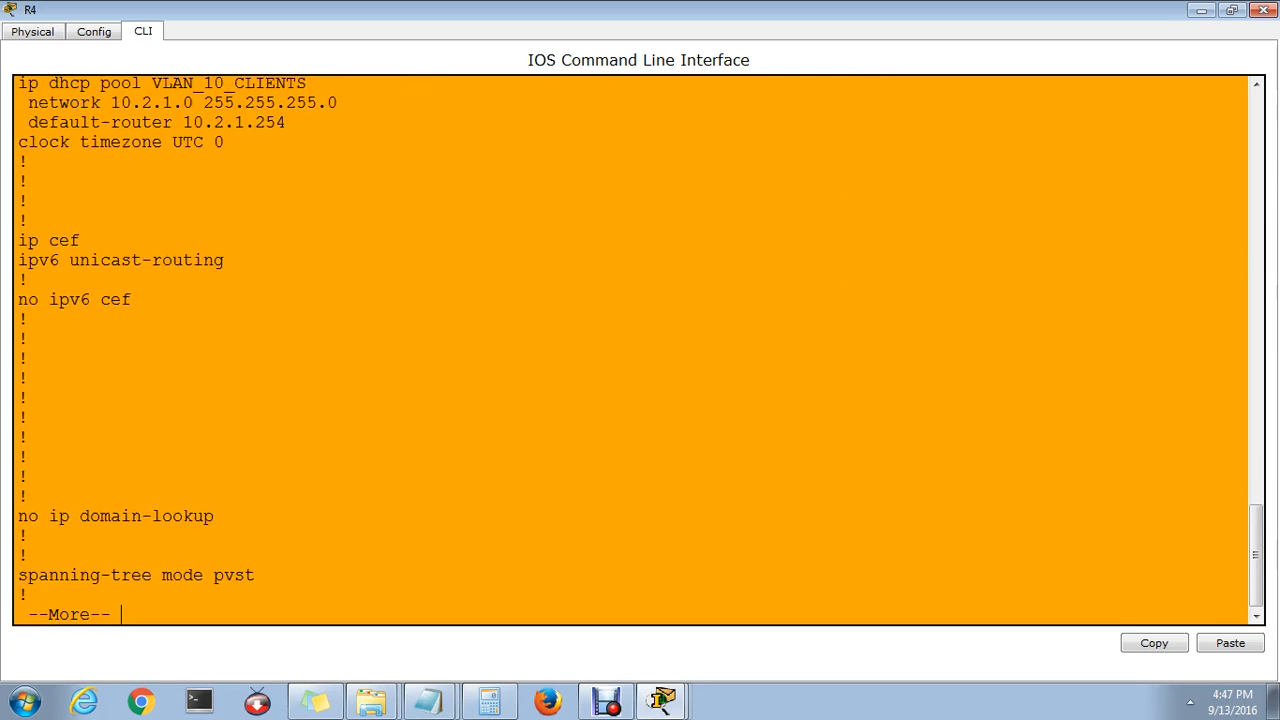 R4
Physical Config CLI
IOS Command Line Interface
ip dhcp pool VLAN_10_CLIENTS
 network 10.2.1.0 255.255.255.0
 default-router 10.2.1.254
clock timezone UTC 0
!
!
!
!
ip cef
ipv6 unicast-routing
!
no ipv6 cef
!
!
!
!
!
!
!
!
!
!
no ip domain-lookup
!
!
spanning-tree mode pvst
!
 --More--
Copy Paste
4:47 PM
9/13/2016